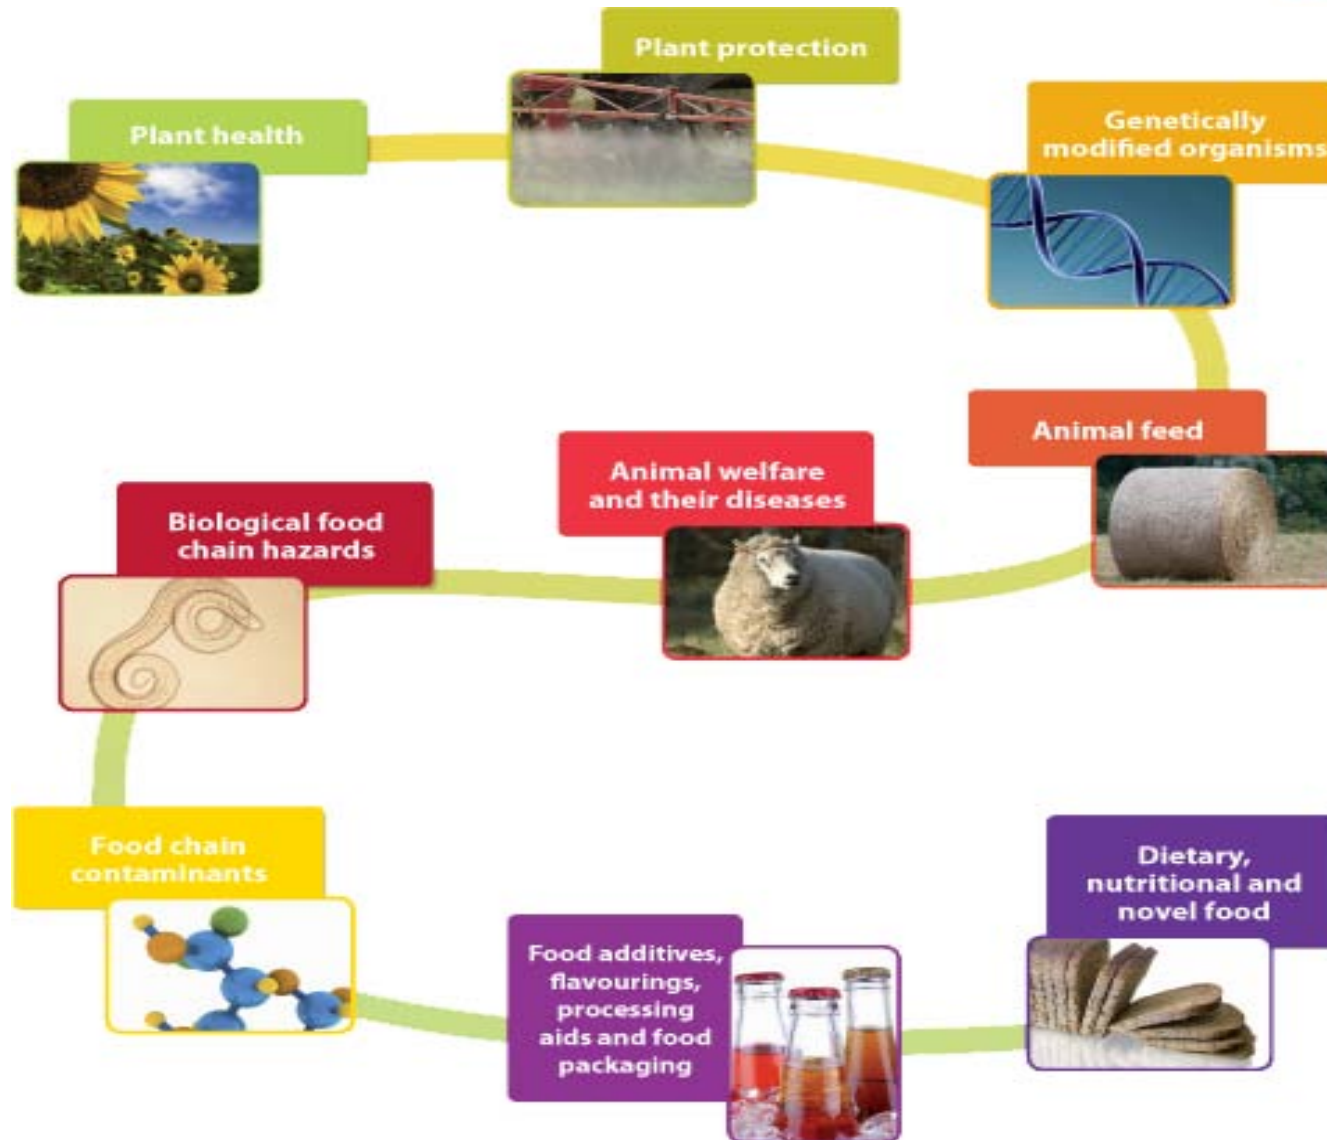 Plant protection
Plant health
Genetically
modified organisms
Animal feed
Animal welfare
and their diseases
Biological food
chain hazards
Food chain
contaminants
Food additives,
flavourings,
processing
aids and food
packaging
Dietary,
nutritional and
novel food